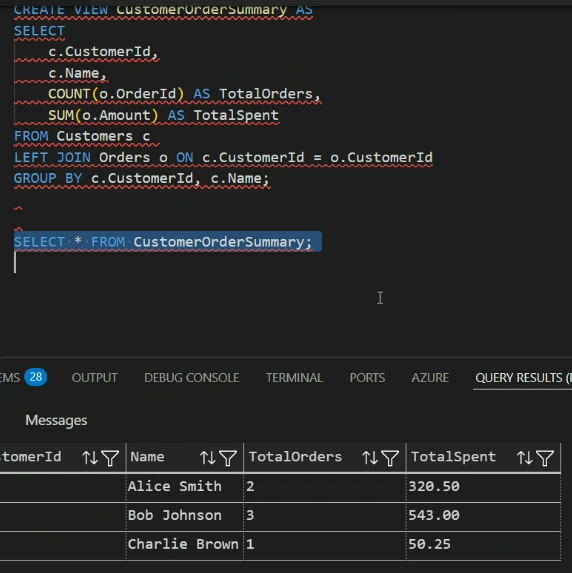 CREATE VIEW CustomerOrderSummary AS
SELECT
c.CustomerId,
c.Name,
COUNT(o.OrderId) AS TotalOrders,
SUM(o.Amount) AS TotalSpent
FROM Customers c
LEFT JOIN Orders o ON c.CustomerId = o.CustomerId
GROUP BY c.CustomerId, c.Name;
SELECT * FROM CustomerOrderSummary;
EMS 28 OUTPUT DEBUG CONSOLE TERMINAL PORTS AZURE QUERY RESULTS (
Messages
tomerId Name TotalOrders TotalSpent
Alice Smith 2 320.50
Bob Johnson 3 543.00
Charlie Brown 1 50.25